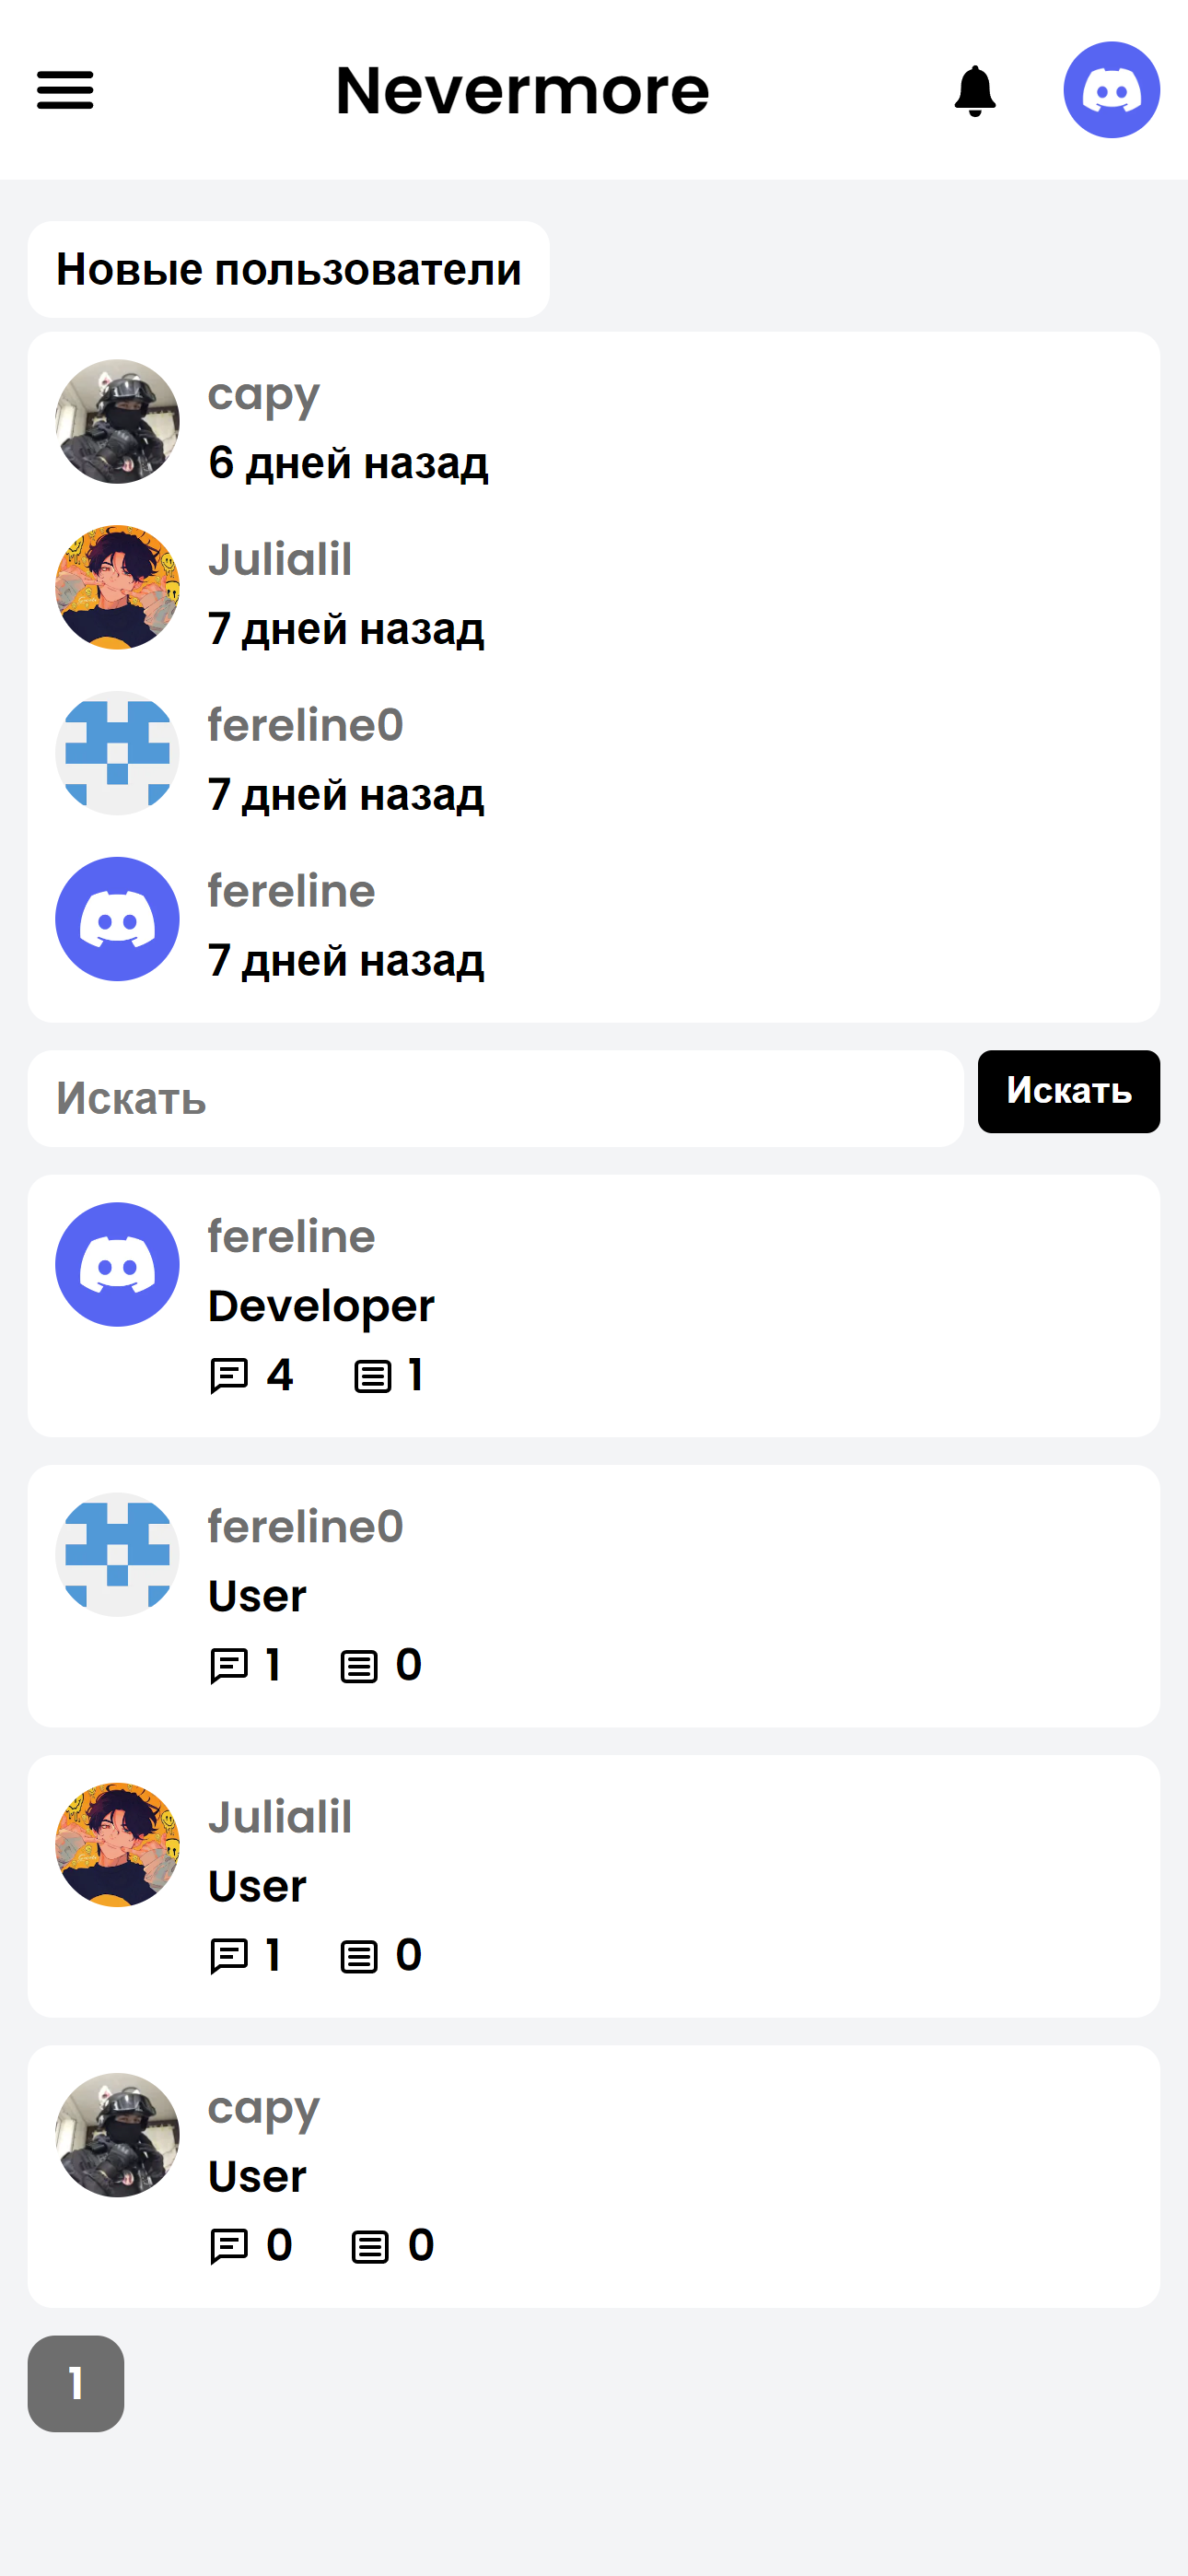 Nevermore
Новые пользователи
capy
6 дней назад
Julialil
7 дней назад
fereline0
7 дней назад
fereline
7 дней назад
Искать
Искать
fereline
Developer
4 1
fereline0
User
1 0
Julialil
User
1 0
capy
User
0 0
1